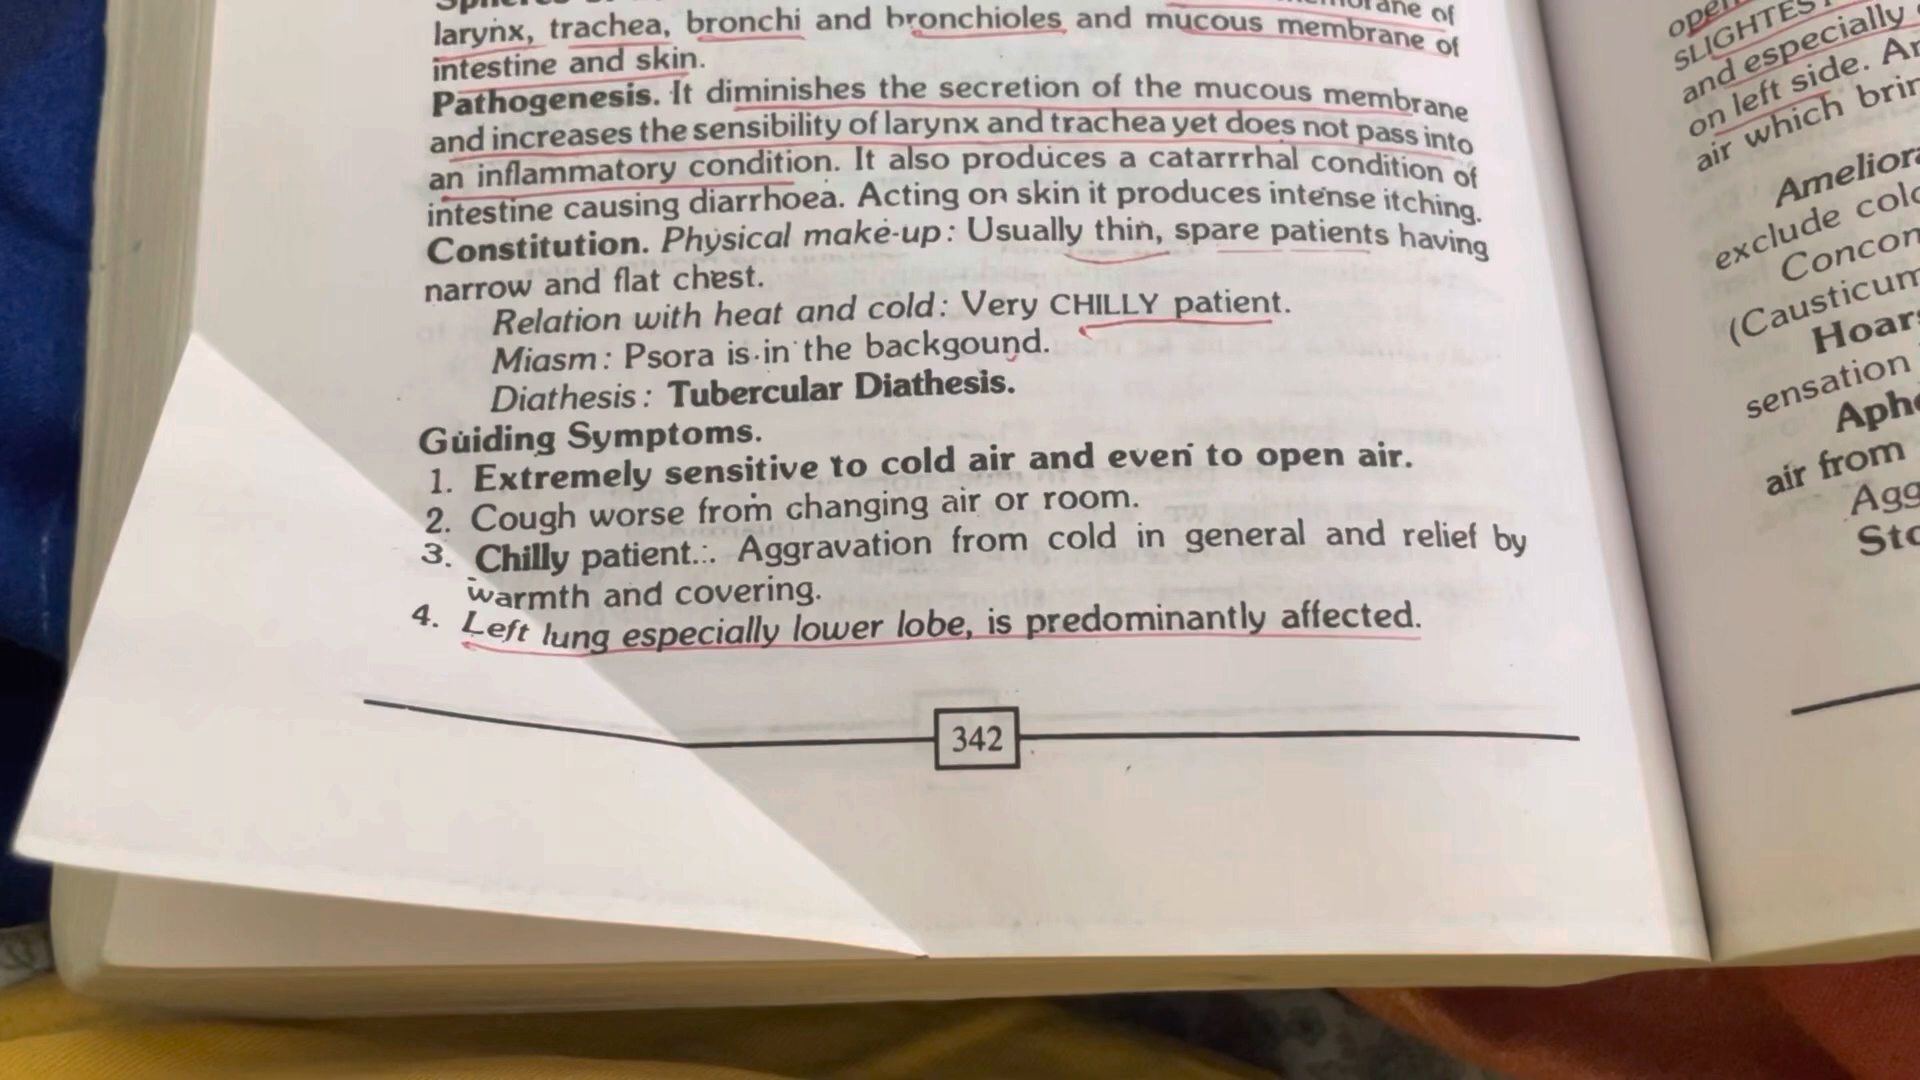 larynx, trachea, bronchi and bronchioles and mucous membrane of
intestine and skin.
Pathogenesis. It diminishes the secretion of the mucous membrane
and increases the sensibility of larynx and trachea yet does not pass into
an inflammatory condition. It also produces a catarrrhal condition of
intestine causing diarrhoea. Acting on skin it produces intense itching.
Constitution. Physical make-up: Usually thin, spare patients having
narrow and flat chest.
Relation with heat and cold: Very CHILLY patient.
Miasm: Psora is in the backgound.
Diathesis: Tubercular Diathesis.
Guiding Symptoms.
1. Extremely sensitive to cold air and even to open air.
2. Cough worse from changing air or room.
3. Chilly patient... Aggravation from cold in general and relief by
warmth and covering.
4. Left lung especially lower lobe, is predominantly affected.
342
and especially
on left side.
air which
exclude
(Causticum
sensation
air from